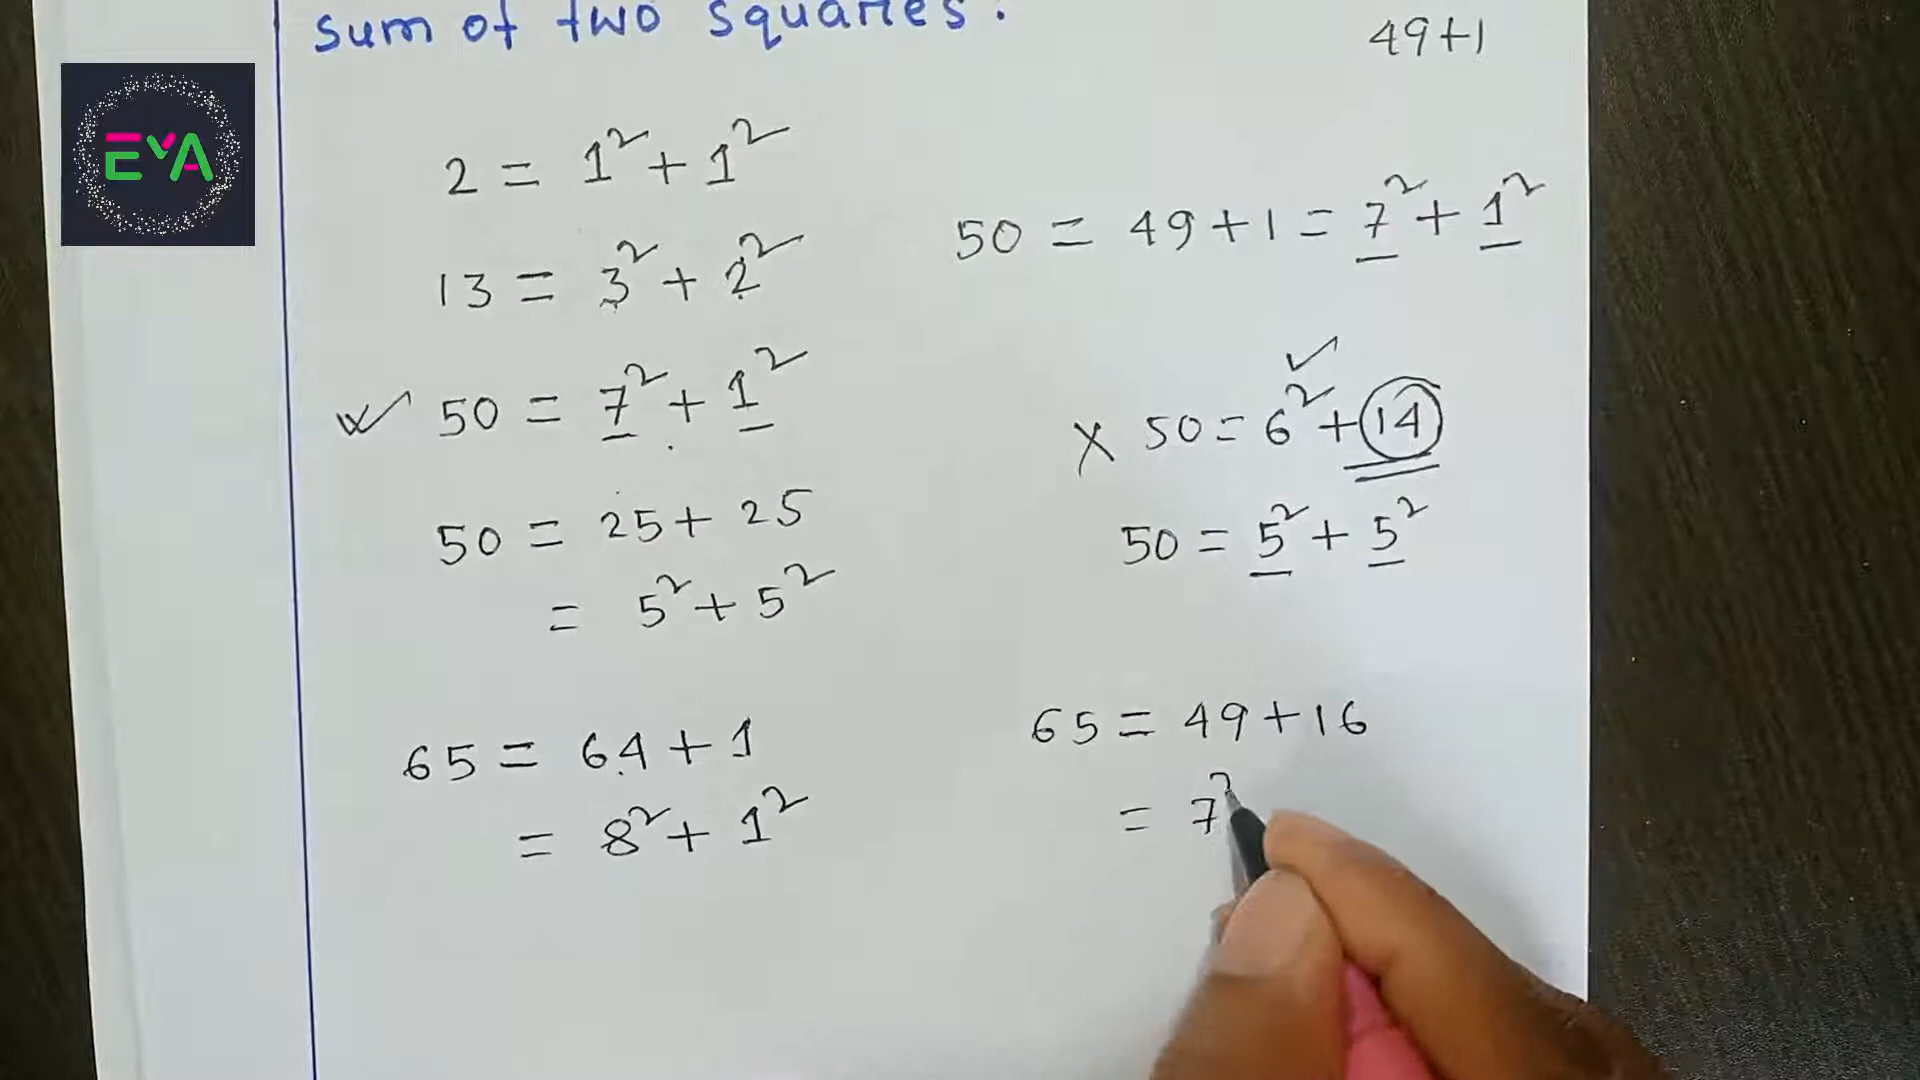 sum of two squares.
49+1
EVA
2 = 1² + 1²
13 = 3² + 2²
50 = 7² + 1²
50 = 25 + 25
= 5² + 5²
65 = 64 + 1
= 8² + 1²
50 = 49 + 1 = 7² + 1²
✓
X 50 = 6² + 14
50 = 5² + 5²
65 = 49 + 16
= 7²